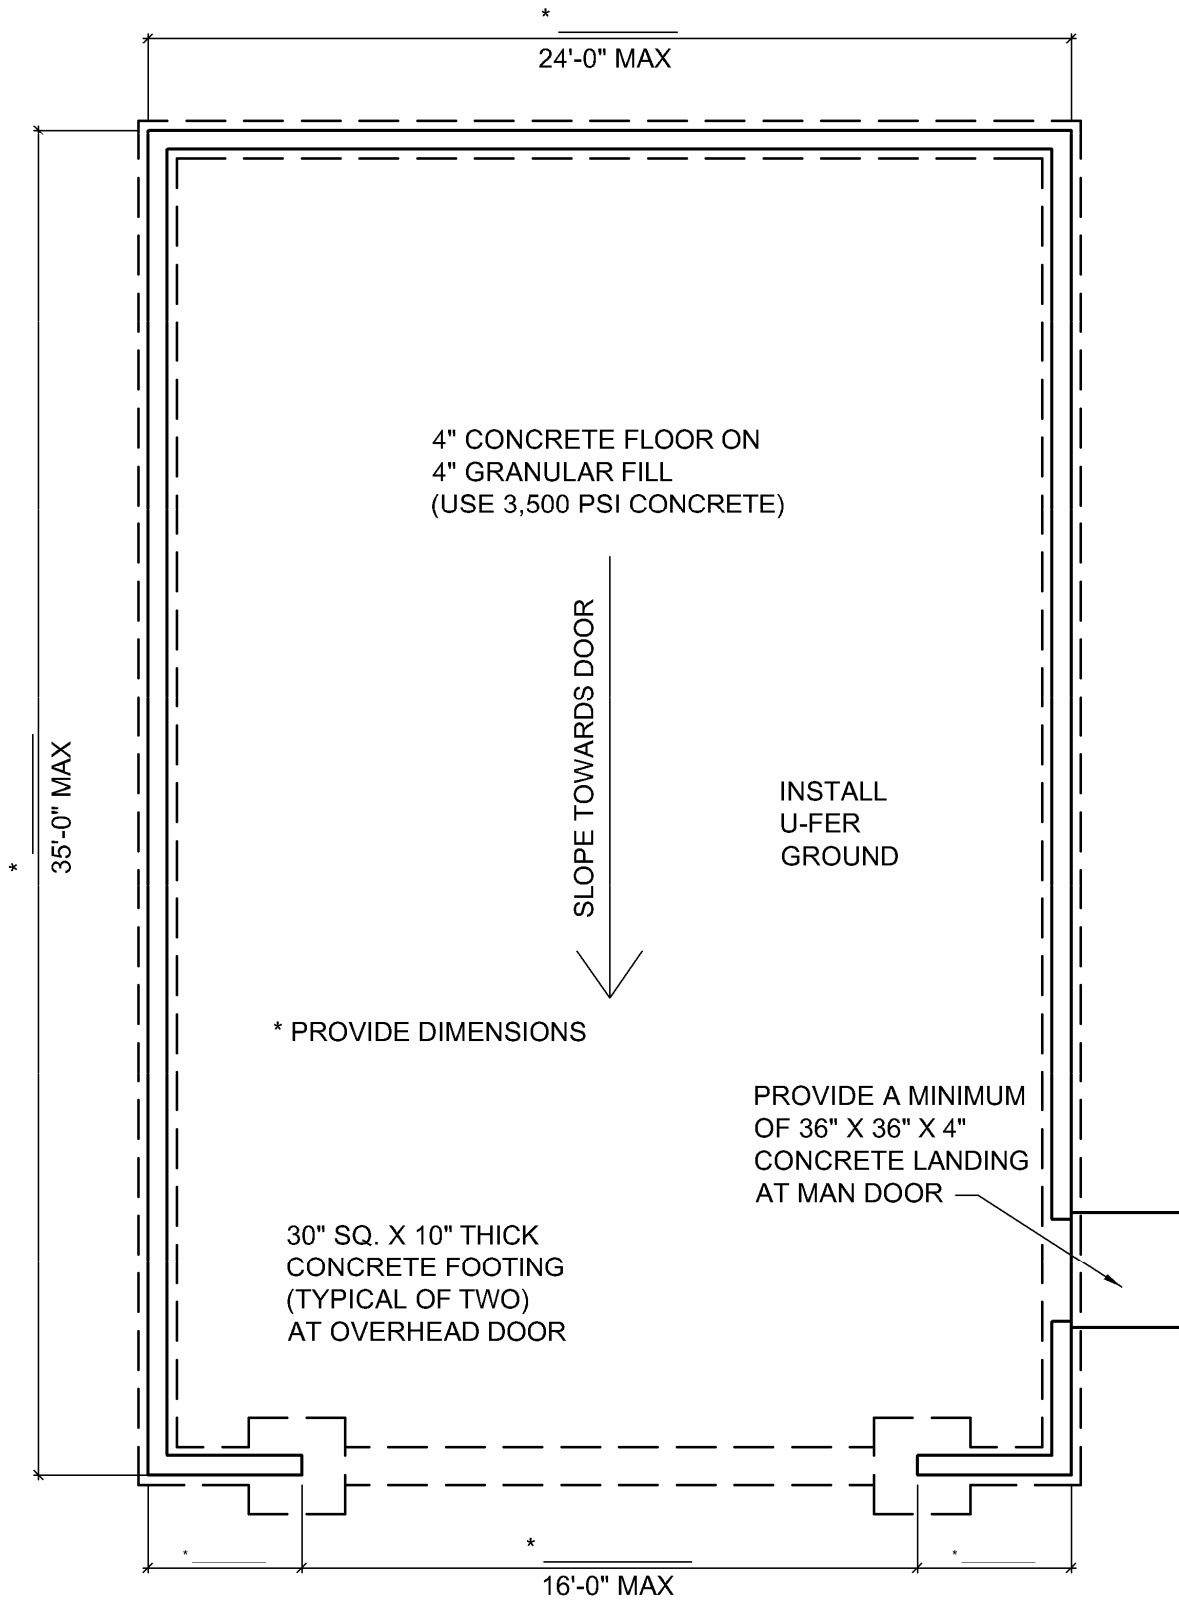 *
24'-0" MAX
4" CONCRETE FLOOR ON
4" GRANULAR FILL
(USE 3,500 PSI CONCRETE)
SLOPE TOWARDS DOOR
35'-0" MAX
*
INSTALL
U-FER
GROUND
* PROVIDE DIMENSIONS
PROVIDE A MINIMUM
OF 36" X 36" X 4"
CONCRETE LANDING
AT MAN DOOR
30" SQ. X 10" THICK
CONCRETE FOOTING
(TYPICAL OF TWO)
AT OVERHEAD DOOR
*
*
*
16'-0" MAX